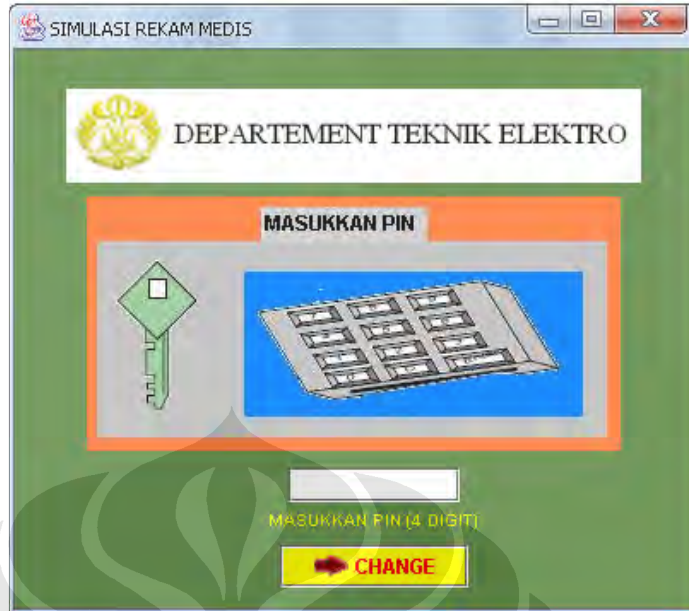 SIMULASI REKAM MEDIS
DEPARTEMENT TEKNIK ELEKTRO
MASUKKAN PIN
MASUKKAN PIN (4 DIGIT)
CHANGE